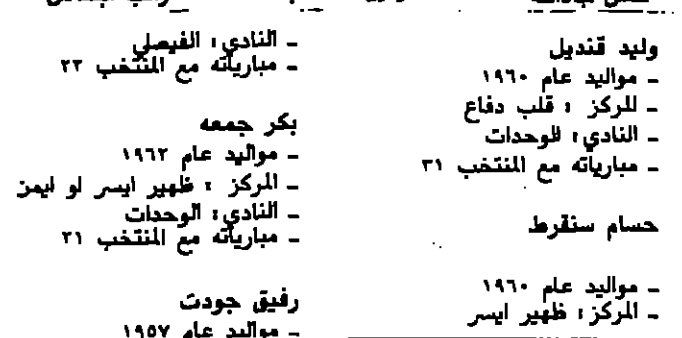 وليد قنديل
ـ مواليد عام ١٩٦٠
ـ للركز : قلب دفاع
ـ النادي: الوحدات
ـ مبارياته مع المنتخب ٣١
حسام سنقرط
ـ مواليد عام ١٩٦٠
ـ المركز: ظهير ايسر
ـ النادي: الفيصلي
ـ مبارياته مع المنتخب ٢٣
بكر جمعه
ـ مواليد عام ١٩٦٢
ـ المركز : ظهير ايسر لو ايمن
ـ النادي: الوحدات
ـ مبارياته مع المنتخب ٢١
رفيق جودت
ـ مواليد عام ١٩٥٧